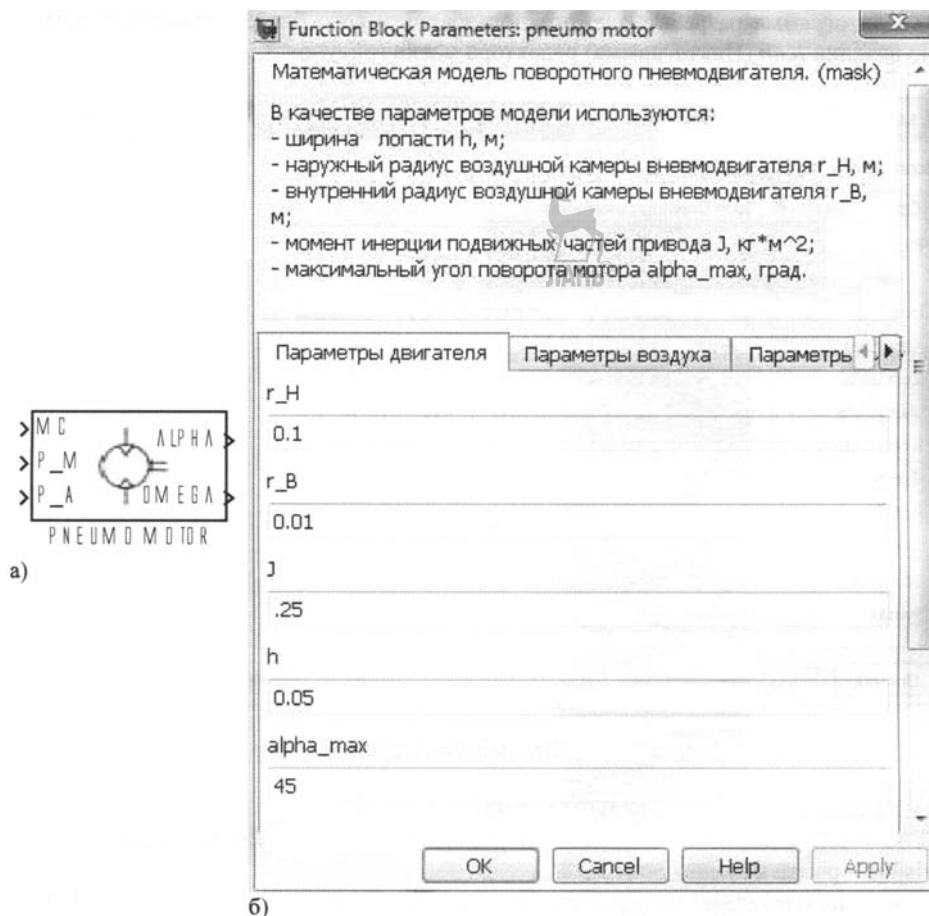 Function Block Parameters: pneumo motor
Математическая модель поворотного пневмодвигателя. (mask)
В качестве параметров модели используются:
- ширина лопасти h, м;
- наружный радиус воздушной камеры вневмодвигателя r_H, м;
- внутренний радиус воздушной камеры вневмодвигателя r_B,
м;
- момент инерции подвижных частей привода J, кг*м^2;
- максимальный угол поворота мотора alpha_max, град.
ЛАНЬ
Параметры двигателя
Параметры воздуха
Параметры
r_H
0.1
r_B
0.01
J
.25
h
0.05
alpha_max
45
OK
Cancel
Help
Apply
MC
P_M
P_A
ALPHA
OMEGA
PNEUMO MOTOR
а)
б)